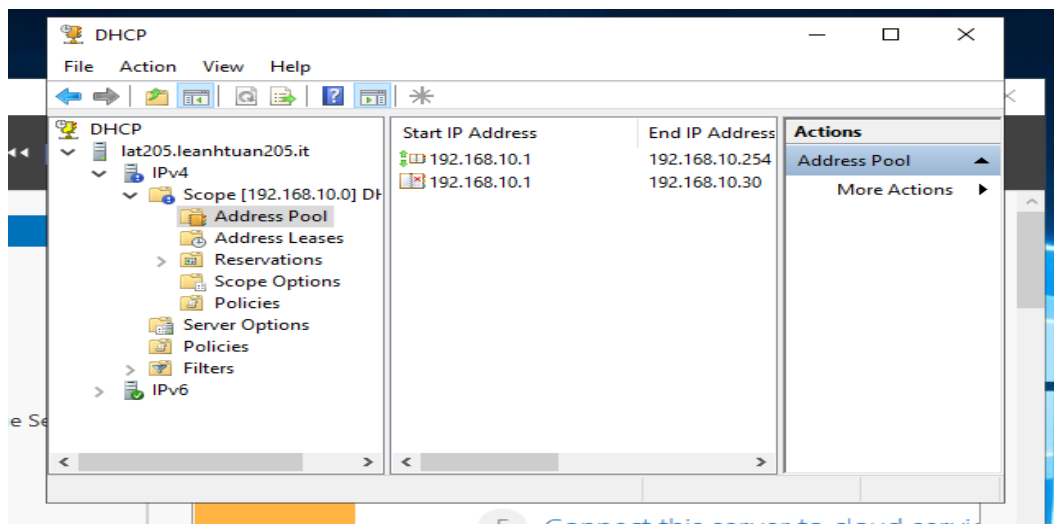 DHCP
File Action View Help
DHCP
lat205.leanhtuan205.it
IPv4
Scope [192.168.10.0] DH
Address Pool
Address Leases
Reservations
Scope Options
Policies
Server Options
Policies
Filters
IPv6
Start IP Address End IP Address
192.168.10.1 192.168.10.254
192.168.10.1 192.168.10.30
Actions
Address Pool
More Actions
e Se
5 Connect this server to cloud servic